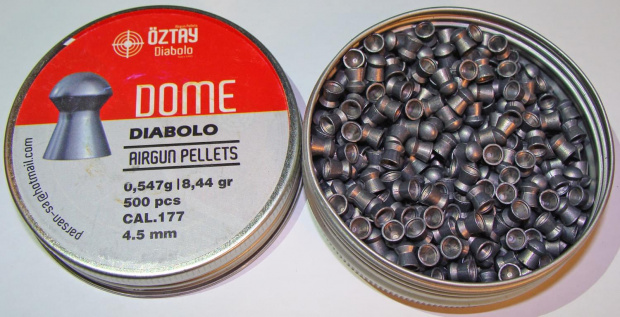 ÖZTAY
Diabolo
DOME
DIABOLO
AIRGUN PELLETS
0,547g | 8,44 gr
500 pcs
CAL.177
4.5 mm
parsan-sa@hotmail.com